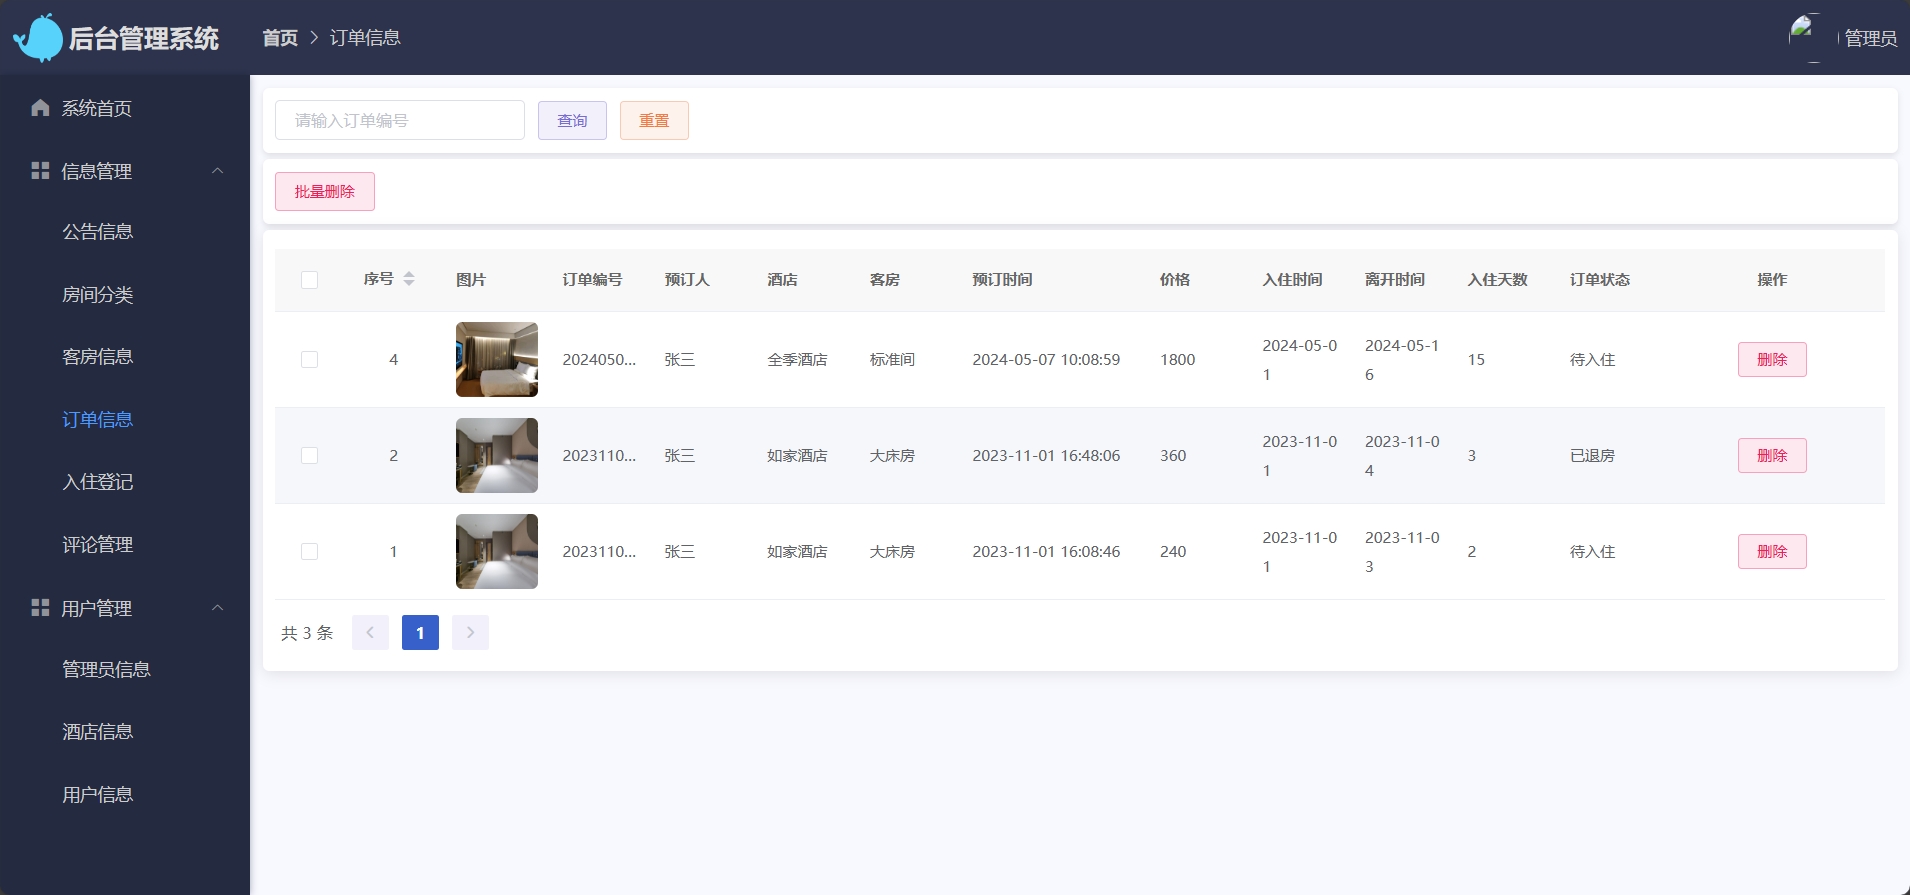 后台管理系统
首页 > 订单信息
管理员
系统首页
信息管理
公告信息
房间分类
客房信息
订单信息
入住登记
评论管理
用户管理
管理员信息
酒店信息
用户信息
请输入订单编号 查询 重置
批量删除
序号 图片 订单编号 预订人 酒店 客房 预订时间 价格 入住时间 离开时间 入住天数 订单状态 操作
4 2024050... 张三 全季酒店 标准间 2024-05-07 10:08:59 1800 2024-05-01 2024-05-16 15 待入住 删除
2 2023110... 张三 如家酒店 大床房 2023-11-01 16:48:06 360 2023-11-01 2023-11-04 3 已退房 删除
1 2023110... 张三 如家酒店 大床房 2023-11-01 16:08:46 240 2023-11-01 2023-11-03 2 待入住 删除
共 3 条 1